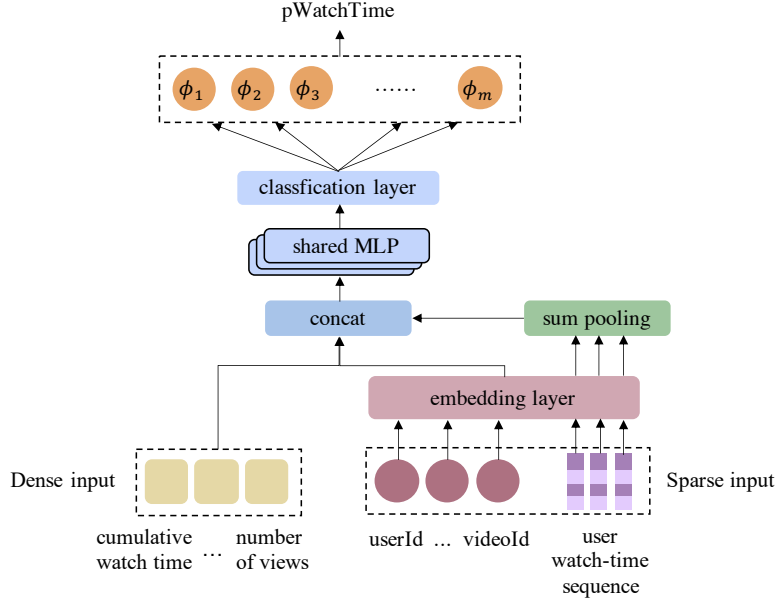 pWatchTime
ϕ1 ϕ2 ϕ3 ...... ϕm
classfication layer
shared MLP
concat
sum pooling
embedding layer
Dense input
Sparse input
cumulative
watch time
...
number
of views
userId ... videoId
user
watch-time
sequence